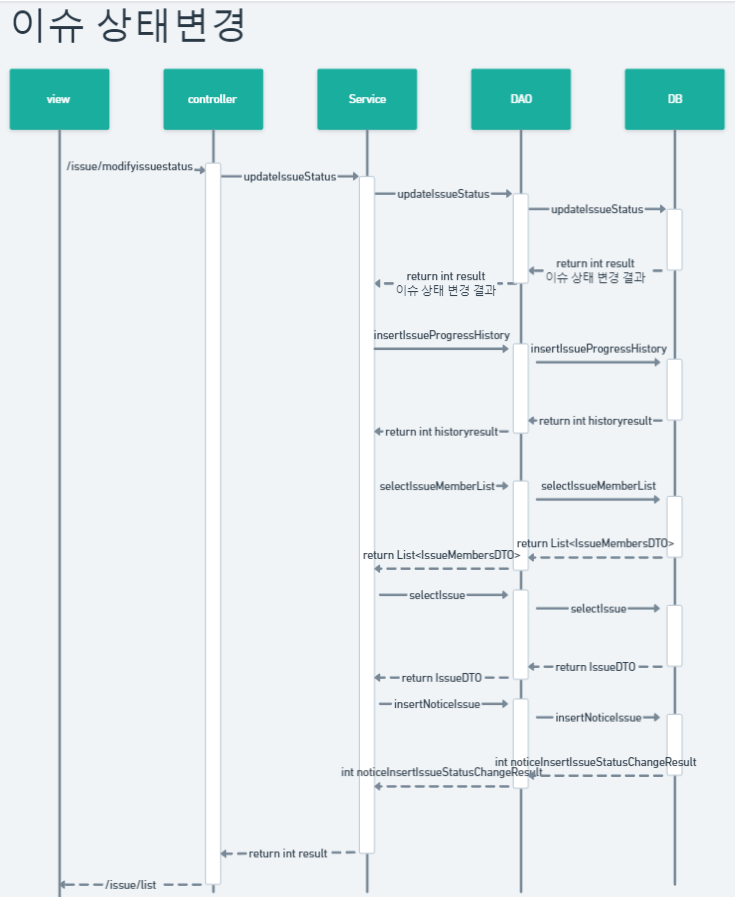 이슈 상태변경
view
controller
Service
DAO
DB
/issue/modifyissuestatus
updateIssueStatus
updateIssueStatus
updateIssueStatus
return int result
이슈 상태 변경 결과
return int result
이슈 상태 변경 결과
insertIssueProgressHistory
insertIssueProgressHistory
return int historyresult
return int historyresult
selectIssueMemberList
selectIssueMemberList
return List<IssueMembersDTO>
return List<IssueMembersDTO>
selectIssue
selectIssue
return IssueDTO
return IssueDTO
insertNoticeIssue
insertNoticeIssue
int noticeInsertIssueStatusChangeResult
int noticeInsertIssueStatusChangeResult
return int result
/issue/list